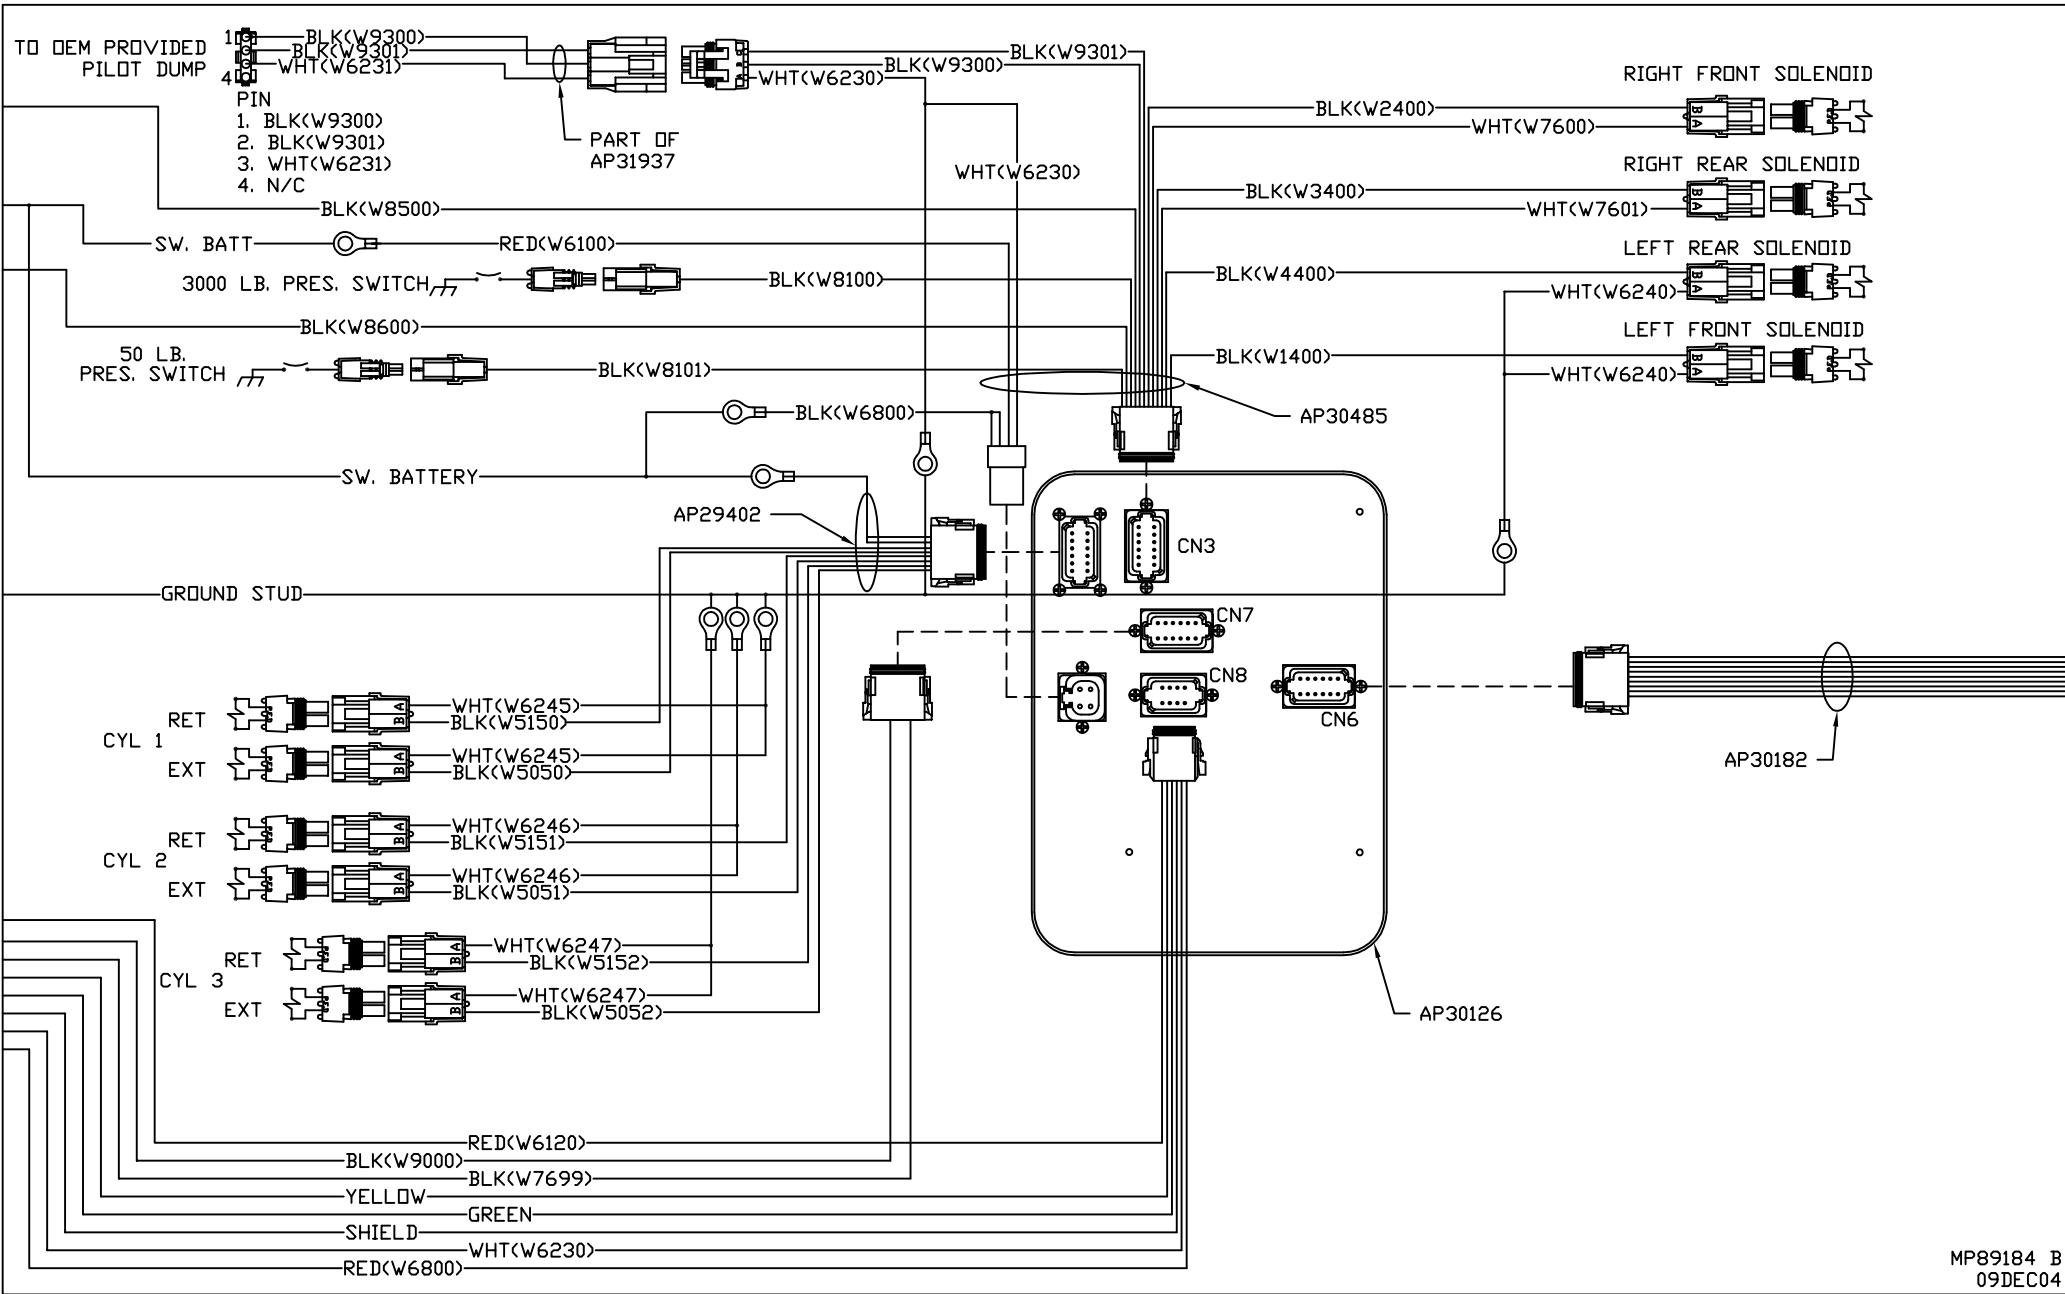 TO OEM PROVIDED
PILOT DUMP
1
4
BLK(W9300)
BLK(W9301)
WHT(W6231)
PIN
1. BLK(W9300)
2. BLK(W9301)
3. WHT(W6231)
4. N/C
PART OF
AP31937
BLK(W9301)
BLK(W9300)
WHT(W6230)
WHT(W6230)
RIGHT FRONT SOLENOID
BLK(W2400)
WHT(W7600)
B
A
RIGHT REAR SOLENOID
BLK(W3400)
WHT(W7601)
B
A
LEFT REAR SOLENOID
BLK(W4400)
WHT(W6240)
B
A
LEFT FRONT SOLENOID
BLK(W1400)
WHT(W6240)
B
A
BLK(W8500)
SW. BATT
RED(W6100)
3000 LB. PRES. SWITCH
BLK(W8100)
BLK(W8600)
50 LB.
PRES. SWITCH
BLK(W8101)
BLK(W6800)
AP30485
SW. BATTERY
AP29402
CN3
GROUND STUD
CN7
CN8
CN6
AP30182
CYL 1
RET
A
B
WHT(W6245)
BLK(W5150)
EXT
A
B
WHT(W6245)
BLK(W5050)
CYL 2
RET
A
B
WHT(W6246)
BLK(W5151)
EXT
A
B
WHT(W6246)
BLK(W5051)
CYL 3
RET
A
B
WHT(W6247)
BLK(W5152)
EXT
A
B
WHT(W6247)
BLK(W5052)
AP30126
RED(W6120)
BLK(W9000)
BLK(W7699)
YELLOW
GREEN
SHIELD
WHT(W6230)
RED(W6800)
MP89184 B
09DEC04